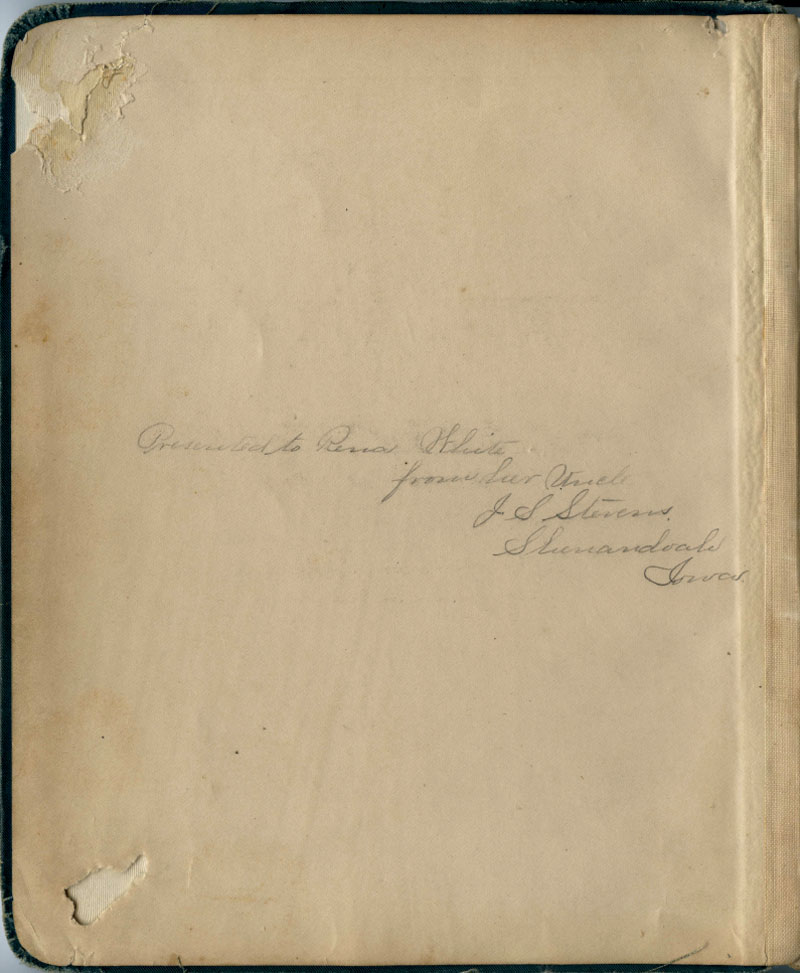 Presented to Rena White
from her Uncle
J S Stevens.
Shenandoah
Iowa.